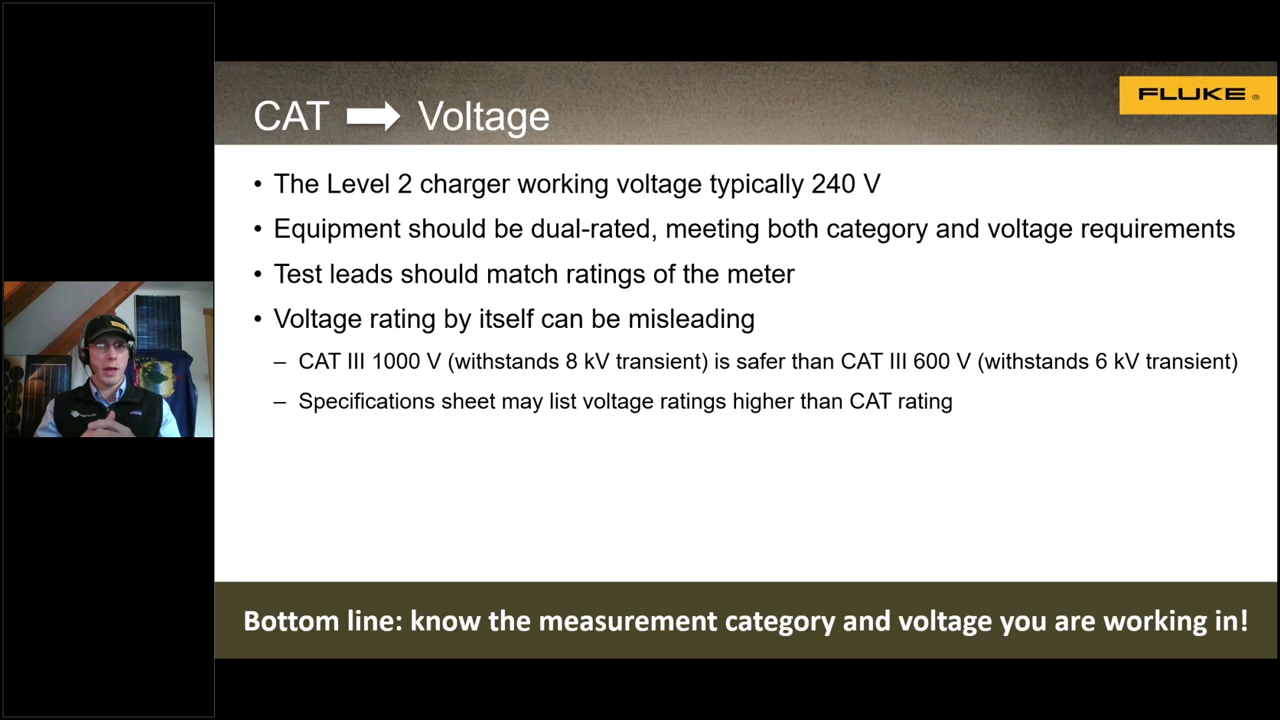 CAT ➡ Voltage
FLUKE ®
• The Level 2 charger working voltage typically 240 V
• Equipment should be dual-rated, meeting both category and voltage requirements
• Test leads should match ratings of the meter
• Voltage rating by itself can be misleading
– CAT III 1000 V (withstands 8 kV transient) is safer than CAT III 600 V (withstands 6 kV transient)
– Specifications sheet may list voltage ratings higher than CAT rating
Bottom line: know the measurement category and voltage you are working in!